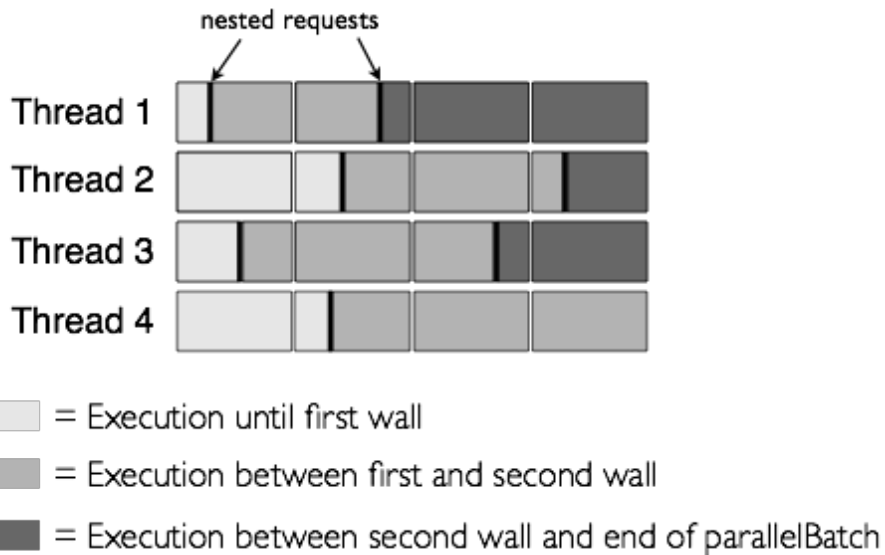 nested requests
Thread 1
Thread 2
Thread 3
Thread 4
= Execution until first wall
= Execution between first and second wall
= Execution between second wall and end of parallelBatch